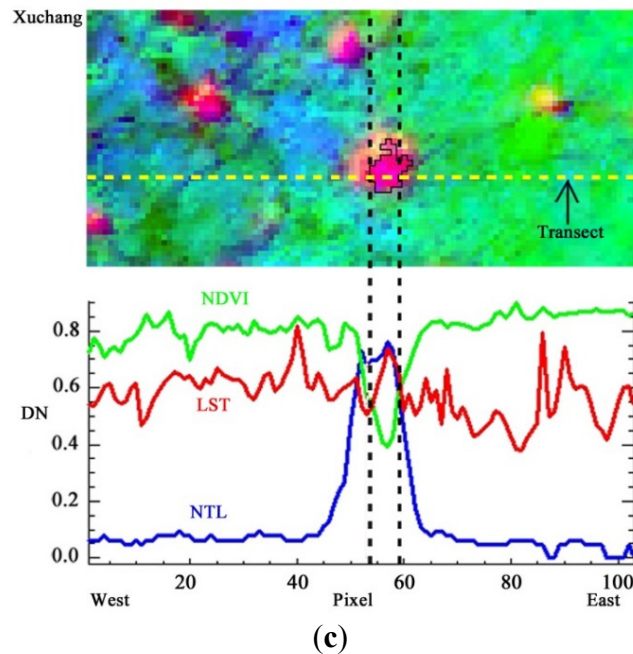 Xuchang
Transect
NDVI
0.8
0.6
LST
DN
0.4
0.2
NTL
0.0
20 40 60 80 100
West Pixel East
(c)